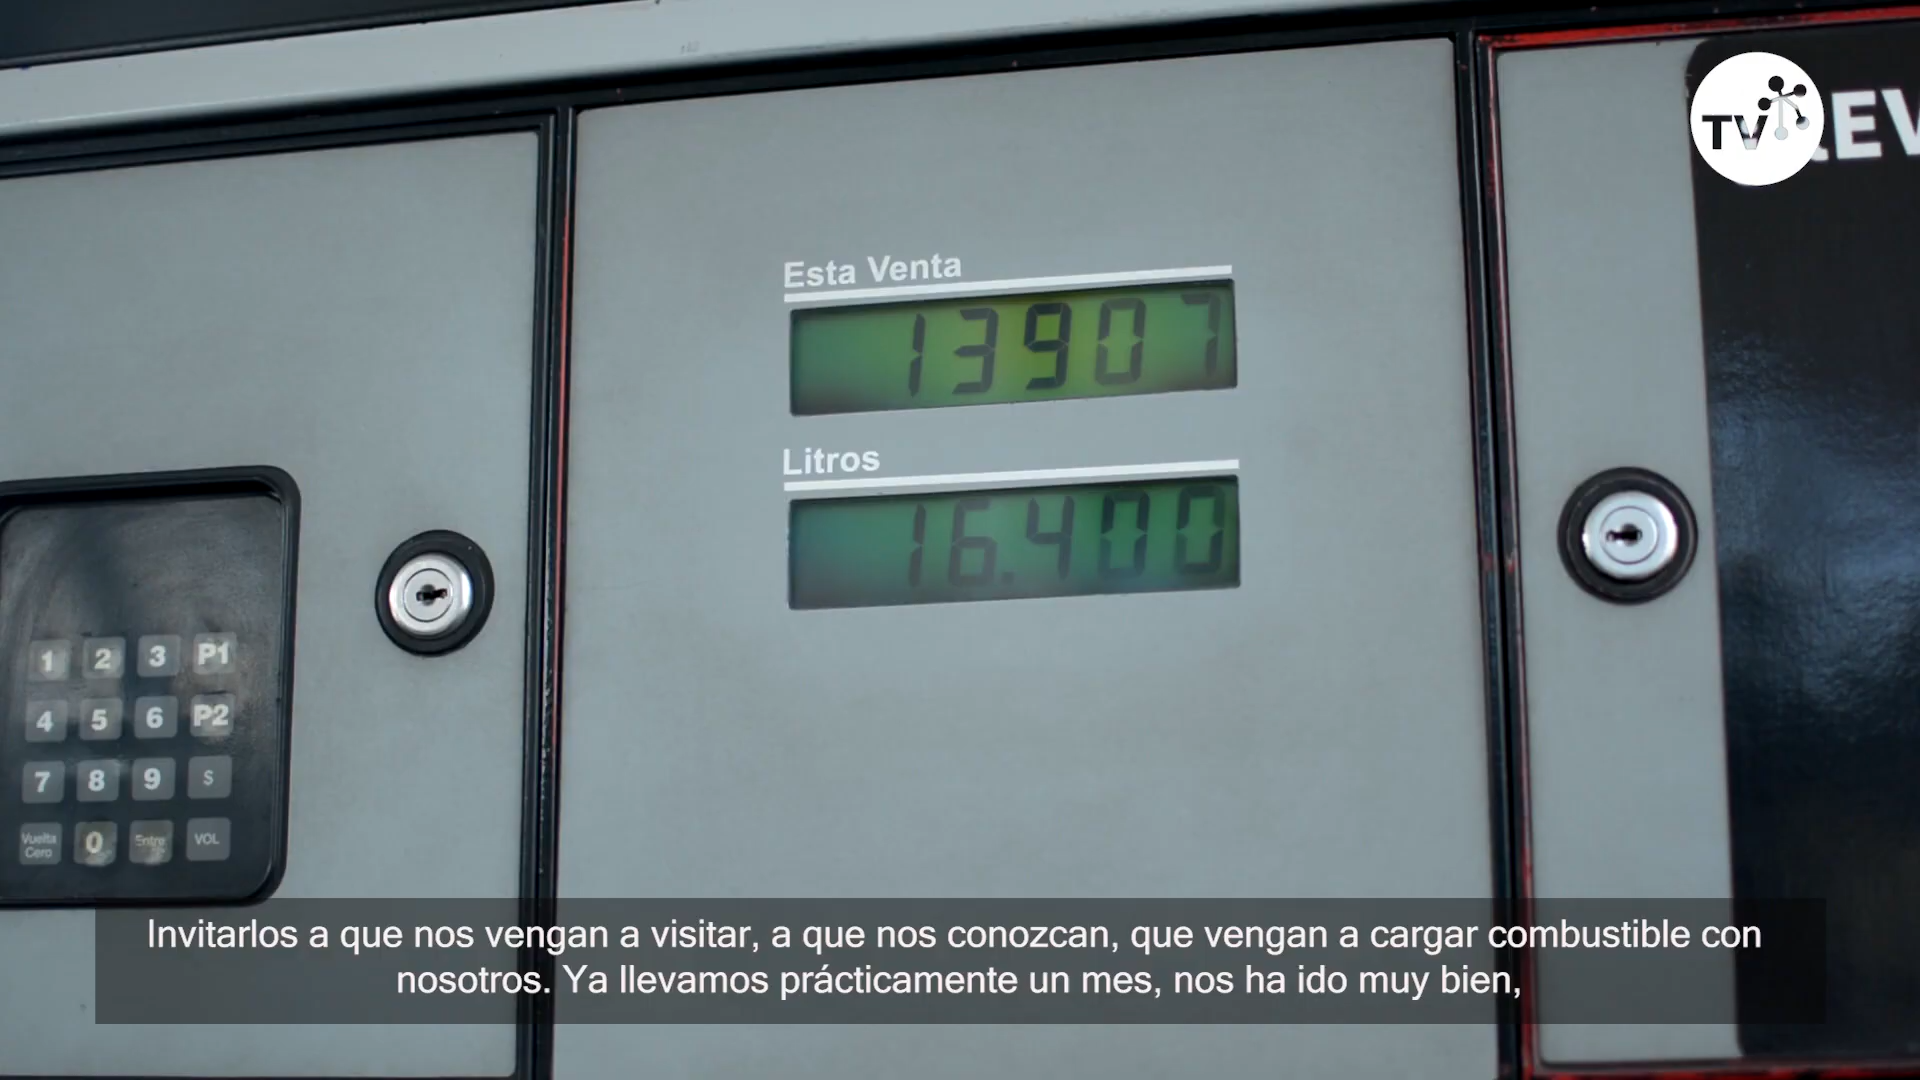 TV
EV
Esta Venta
13907
Litros
16.400
1 2 3 P1
4 5 6 P2
7 8 9 $
Vuelta Cero 0 Entre VOL
Invitarlos a que nos vengan a visitar, a que nos conozcan, que vengan a cargar combustible con
nosotros. Ya llevamos prácticamente un mes, nos ha ido muy bien,